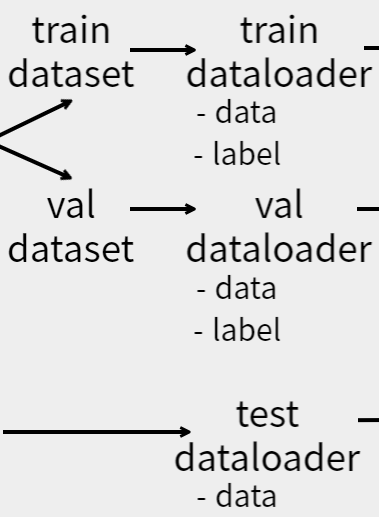 train
dataset
train
dataloader
- data
- label
val
dataset
val
dataloader
- data
- label
test
dataloader
- data